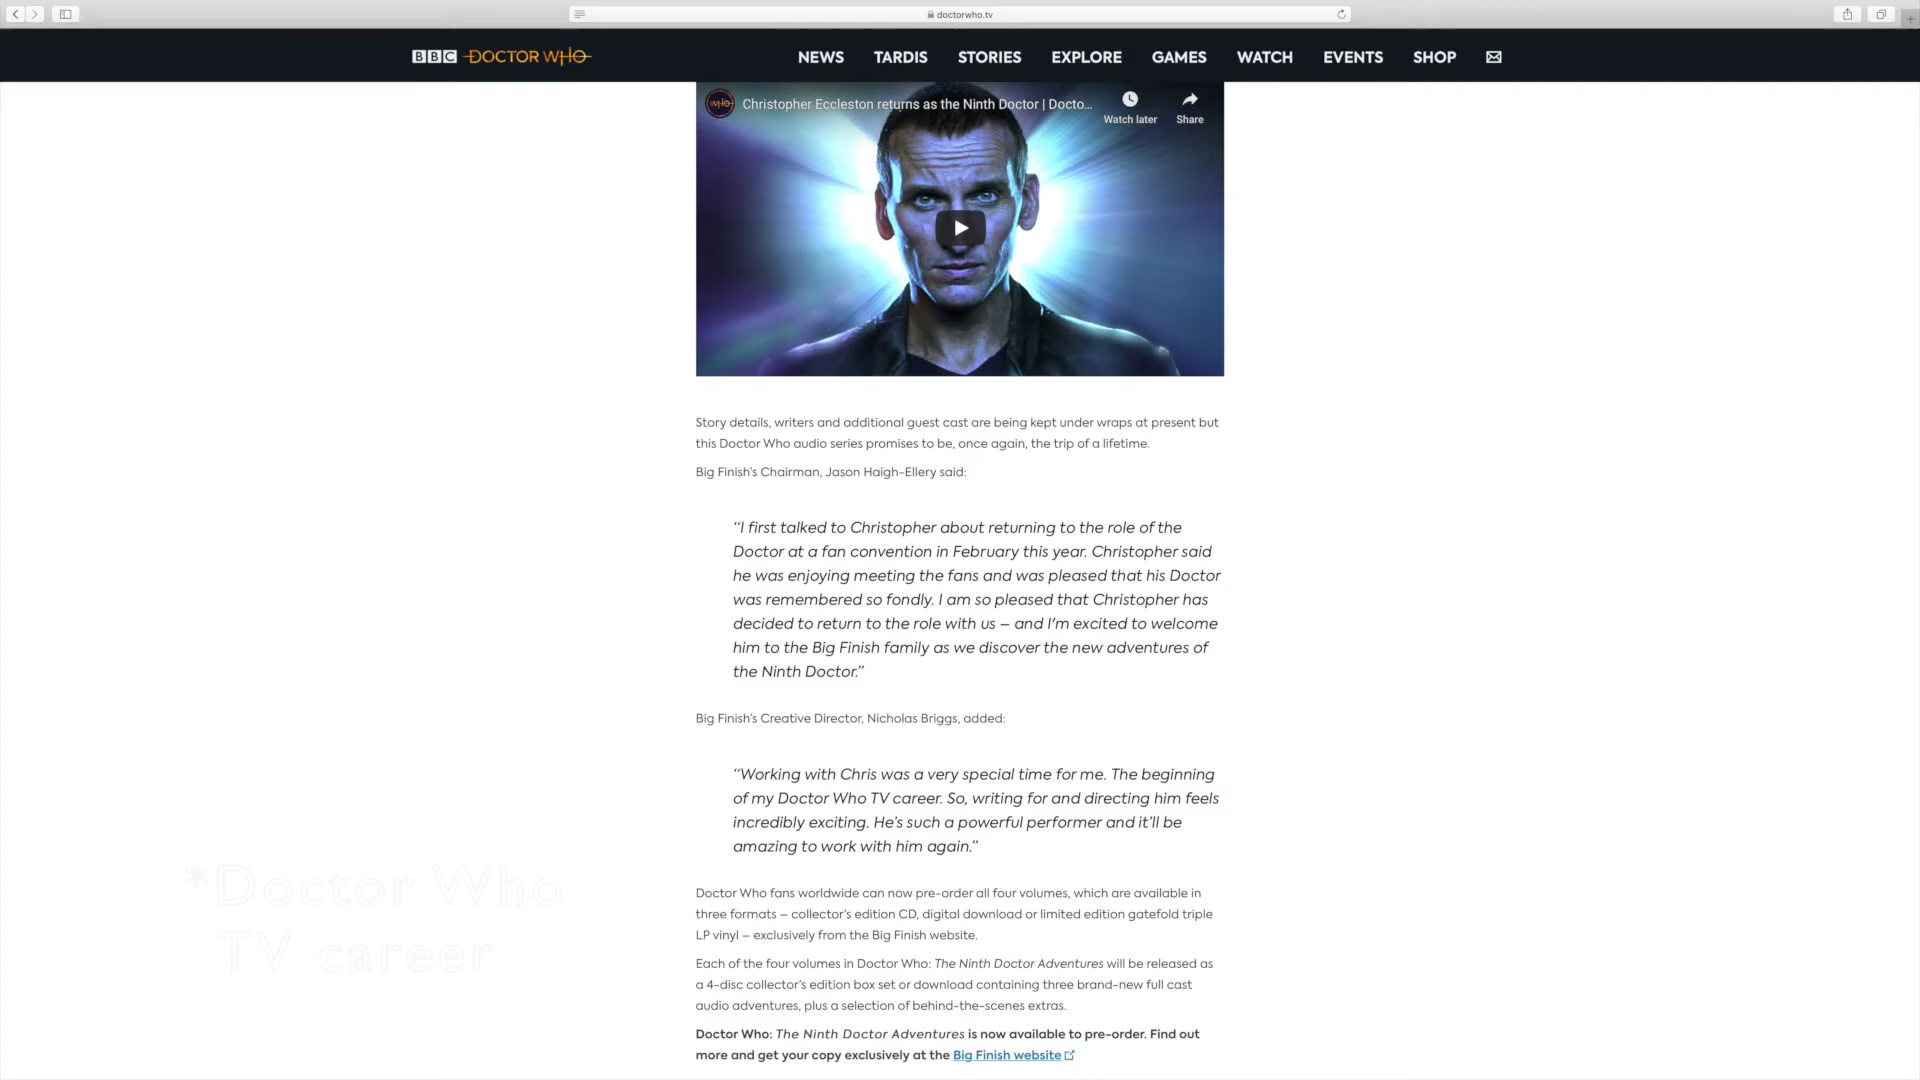 doctorwho.tv
BBC DOCTOR WHO
NEWS TARDIS STORIES EXPLORE GAMES WATCH EVENTS SHOP
WHO Christopher Eccleston returns as the Ninth Doctor | Docto...
Watch later Share
Story details, writers and additional guest cast are being kept under wraps at present but
this Doctor Who audio series promises to be, once again, the trip of a lifetime.
Big Finish’s Chairman, Jason Haigh-Ellery said:
“I first talked to Christopher about returning to the role of the
Doctor at a fan convention in February this year. Christopher said
he was enjoying meeting the fans and was pleased that his Doctor
was remembered so fondly. I am so pleased that Christopher has
decided to return to the role with us – and I'm excited to welcome
him to the Big Finish family as we discover the new adventures of
the Ninth Doctor.”
Big Finish’s Creative Director, Nicholas Briggs, added:
“Working with Chris was a very special time for me. The beginning
of my Doctor Who TV career. So, writing for and directing him feels
incredibly exciting. He’s such a powerful performer and it’ll be
amazing to work with him again.”
*Doctor Who
TV career
Doctor Who fans worldwide can now pre-order all four volumes, which are available in
three formats – collector’s edition CD, digital download or limited edition gatefold triple
LP vinyl – exclusively from the Big Finish website.
Each of the four volumes in Doctor Who: The Ninth Doctor Adventures will be released as
a 4-disc collector’s edition box set or download containing three brand-new full cast
audio adventures, plus a selection of behind-the-scenes extras.
Doctor Who: The Ninth Doctor Adventures is now available to pre-order. Find out
more and get your copy exclusively at the Big Finish website